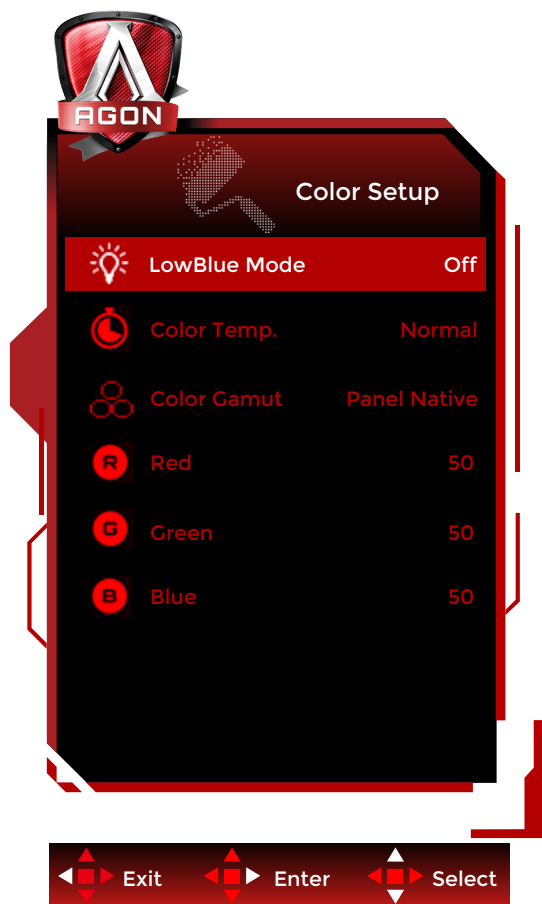 AGON
Color Setup
LowBlue Mode Off
Color Temp. Normal
Color Gamut Panel Native
R Red 50
G Green 50
B Blue 50
Exit Enter Select